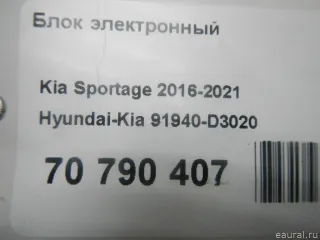 Блок электронный
Kia Sportage 2016-2021
Hyundai-Kia 91940-D3020
70 790 407
eaural.ru